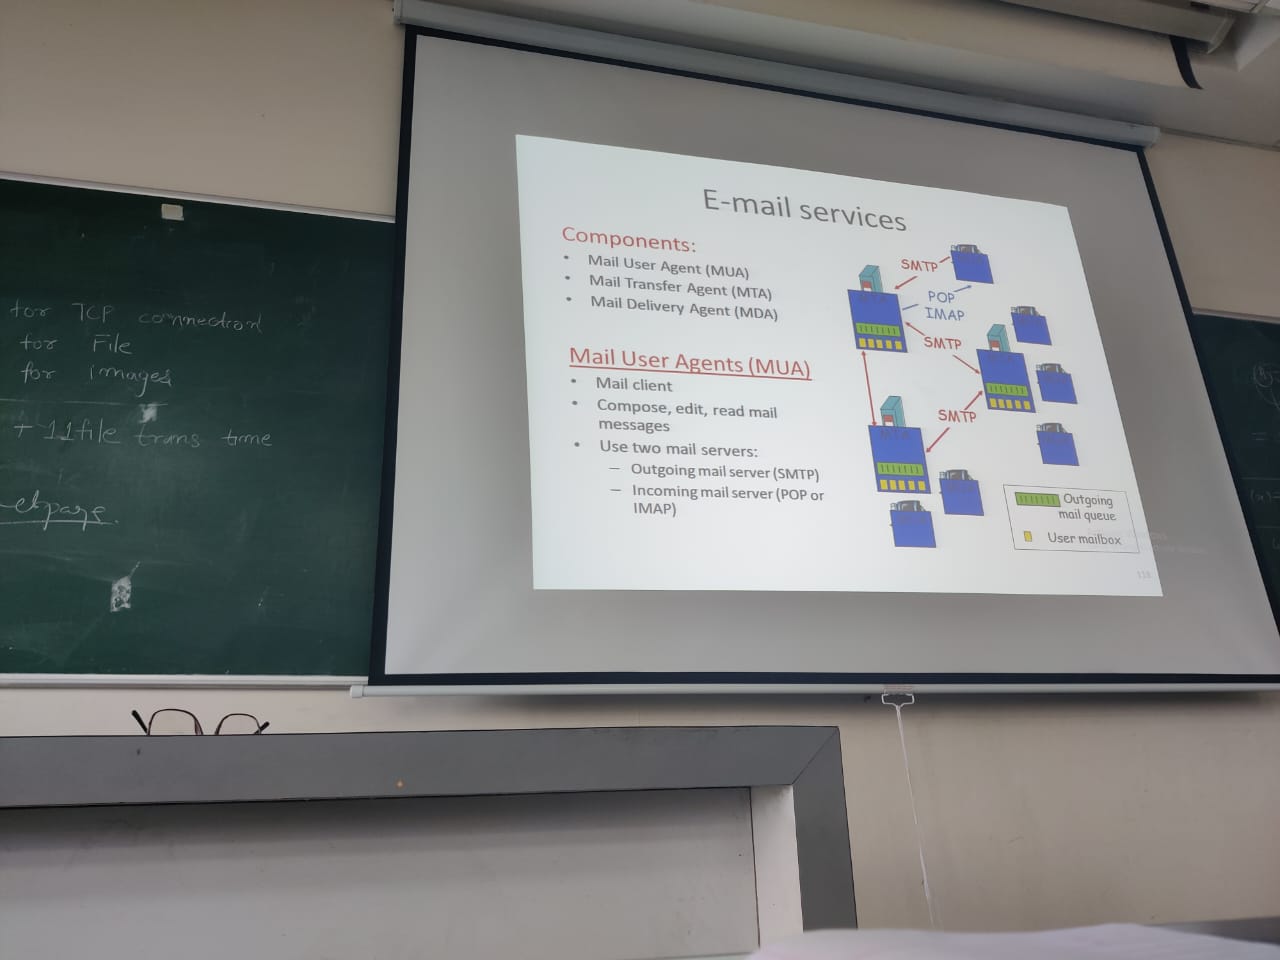 for TCP connection
for File
for images
+ 11 file trans time
E-mail services
Components:
• Mail User Agent (MUA)
• Mail Transfer Agent (MTA)
• Mail Delivery Agent (MDA)
Mail User Agents (MUA)
• Mail client
• Compose, edit, read mail
messages
• Use two mail servers:
– Outgoing mail server (SMTP)
– Incoming mail server (POP or
IMAP)
SMTP
POP
IMAP
SMTP
SMTP
Outgoing
mail queue
User mailbox
118